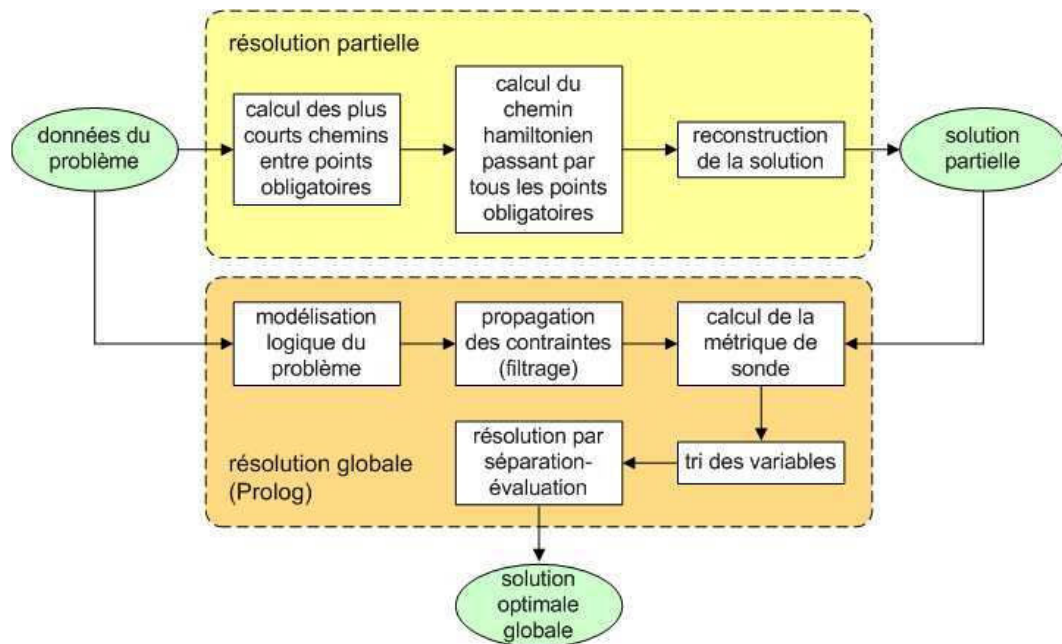 résolution partielle
données du
problème
calcul des plus
courts chemins
entre points
obligatoires
calcul du
chemin
hamiltonien
passant par
tous les points
obligatoires
reconstruction
de la solution
solution
partielle
modélisation
logique du
problème
propagation
des contraintes
(filtrage)
calcul de la
métrique de
sonde
résolution globale
(Prolog)
résolution par
séparation-
évaluation
tri des variables
solution
optimale
globale